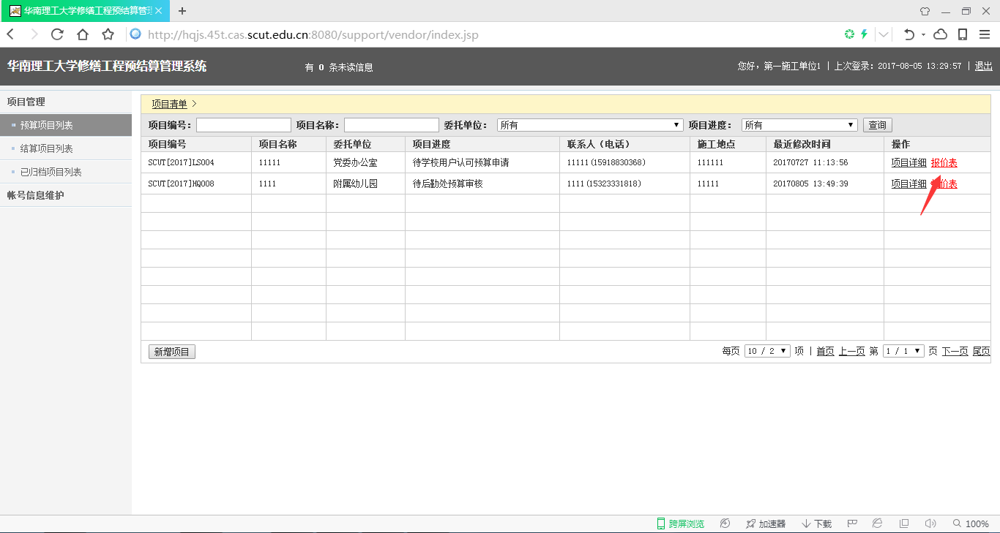 华南理工大学修缮工程预结算管理
http://hqjs.45t.cas.scut.edu.cn:8080/support/vendor/index.jsp
华南理工大学修缮工程预结算管理系统 有 0 条未读信息 您好，第一施工单位1 | 上次登录：2017-08-05 13:29:57 | 退出
项目管理
预算项目列表
结算项目列表
已归档项目列表
帐号信息维护
项目清单 >
项目编号： 项目名称： 委托单位： 所有 项目进度： 所有 查询
项目编号 项目名称 委托单位 项目进度 联系人（电话） 施工地点 最近修改时间 操作
SCUT[2017]LS004 11111 党委办公室 待学校用户认可预算申请 11111(15918830368) 111111 20170727 11:13:56 项目详细 报价表
SCUT[2017]HQ008 1111 附属幼儿园 待后勤处预算审核 1111(15323331818) 11111 20170805 13:49:39 项目详细 报价表
新增项目 每页 10 / 2 项 | 首页 上一页 第 1 / 1 页 下一页 尾页
跨屏浏览 加速器 下载 100%